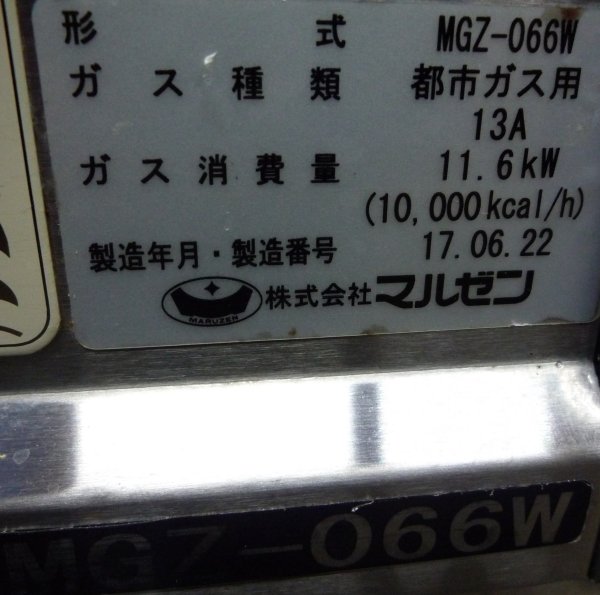 形式 MGZ-066W
ガス種類 都市ガス用
13A
ガス消費量 11.6kW
(10,000kcal/h)
製造年月・製造番号 17.06.22
MARUZEN 株式会社マルゼン
MGZ-066W